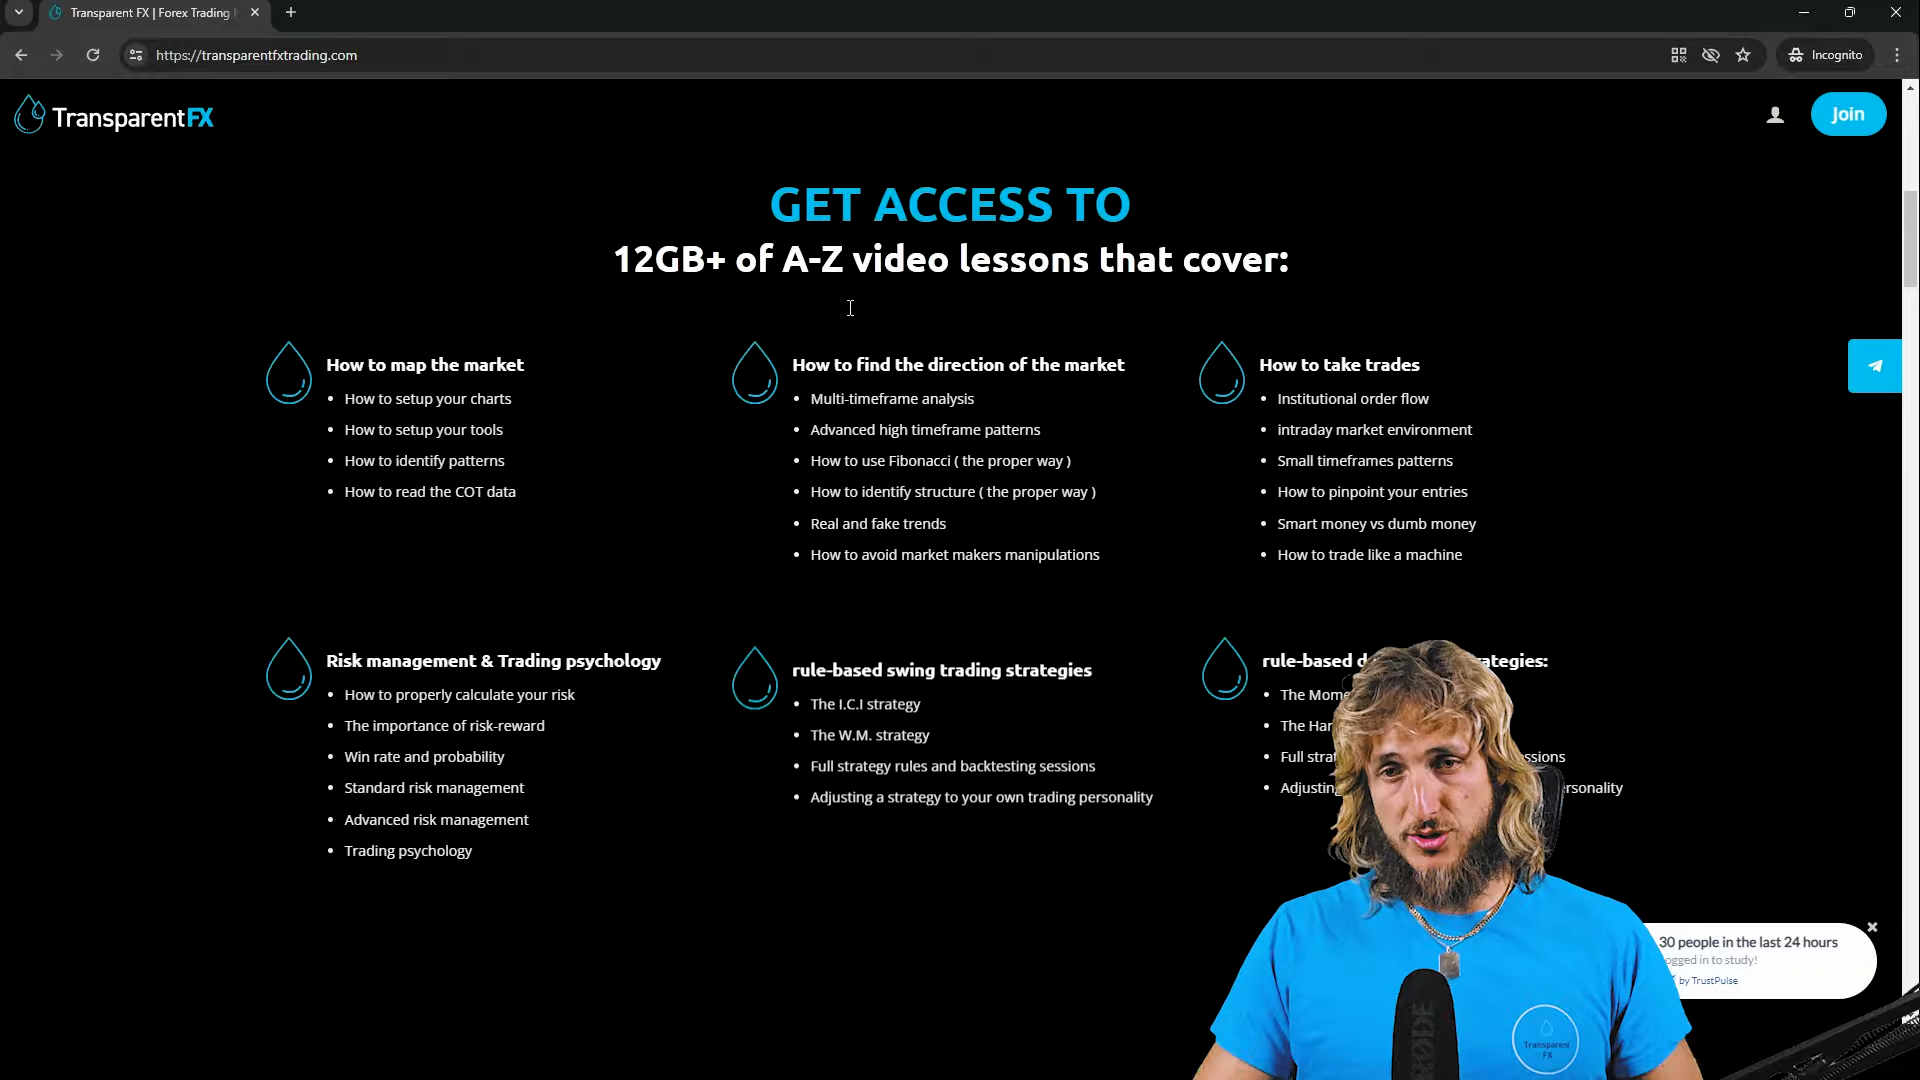 Transparent FX | Forex Trading
https://transparentfxtrading.com
Incognito
TransparentFX
Join
GET ACCESS TO
12GB+ of A-Z video lessons that cover:
How to map the market
• How to setup your charts
• How to setup your tools
• How to identify patterns
• How to read the COT data
How to find the direction of the market
• Multi-timeframe analysis
• Advanced high timeframe patterns
• How to use Fibonacci ( the proper way )
• How to identify structure ( the proper way )
• Real and fake trends
• How to avoid market makers manipulations
How to take trades
• Institutional order flow
• intraday market environment
• Small timeframes patterns
• How to pinpoint your entries
• Smart money vs dumb money
• How to trade like a machine
Risk management & Trading psychology
• How to properly calculate your risk
• The importance of risk-reward
• Win rate and probability
• Standard risk management
• Advanced risk management
• Trading psychology
rule-based swing trading strategies
• The I.C.I strategy
• The W.M. strategy
• Full strategy rules and backtesting sessions
• Adjusting a strategy to your own trading personality
rule-based
• The
• The
• Full
• Adjusting
30 people in the last 24 hours
in to study!
by TrustPulse
RØDE
Transparent
FX